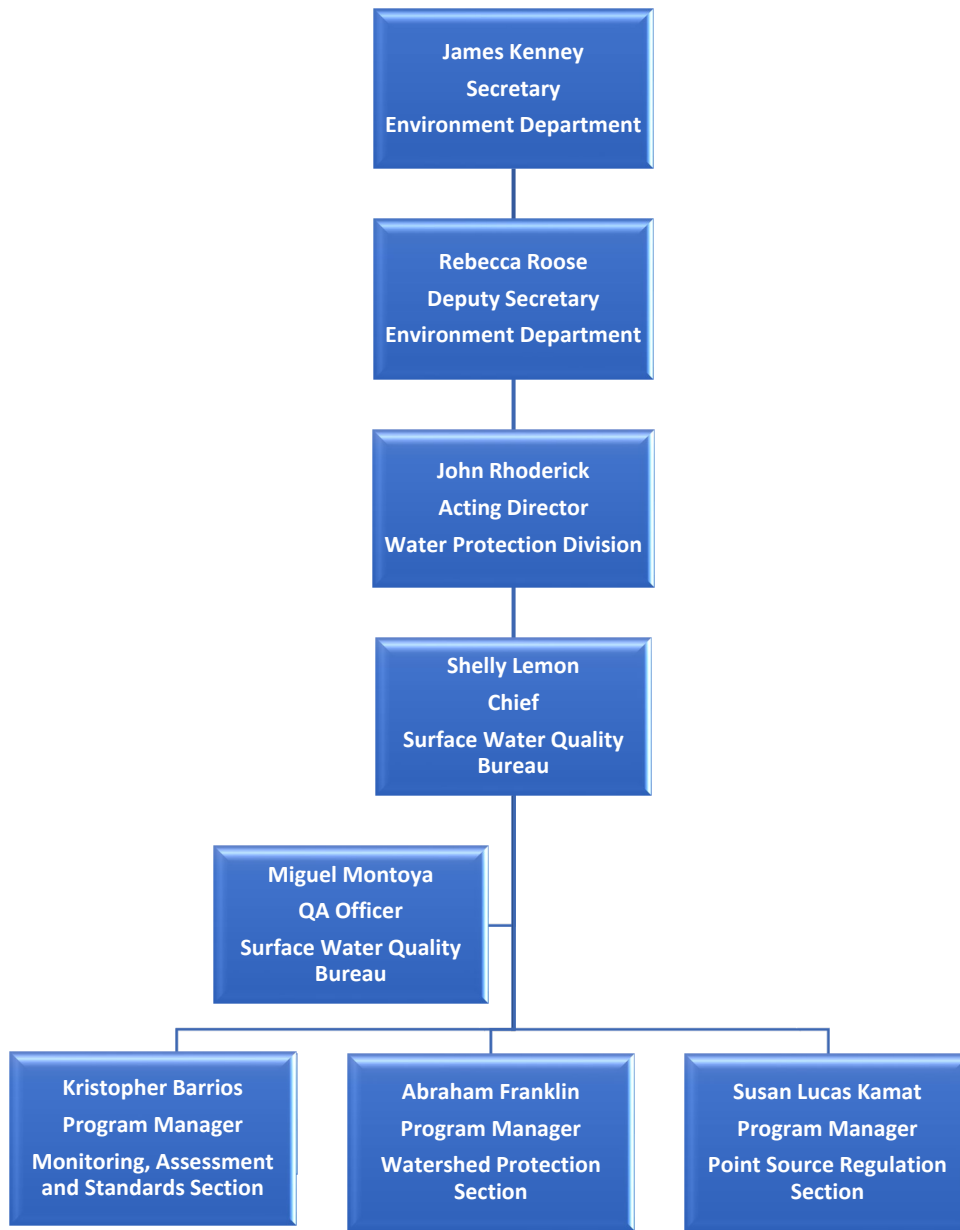 James Kenney
Secretary
Environment Department
Rebecca Roose
Deputy Secretary
Environment Department
John Rhoderick
Acting Director
Water Protection Division
Shelly Lemon
Chief
Surface Water Quality
Bureau
Miguel Montoya
QA Officer
Surface Water Quality
Bureau
Kristopher Barrios
Program Manager
Monitoring, Assessment
and Standards Section
Abraham Franklin
Program Manager
Watershed Protection
Section
Susan Lucas Kamat
Program Manager
Point Source Regulation
Section